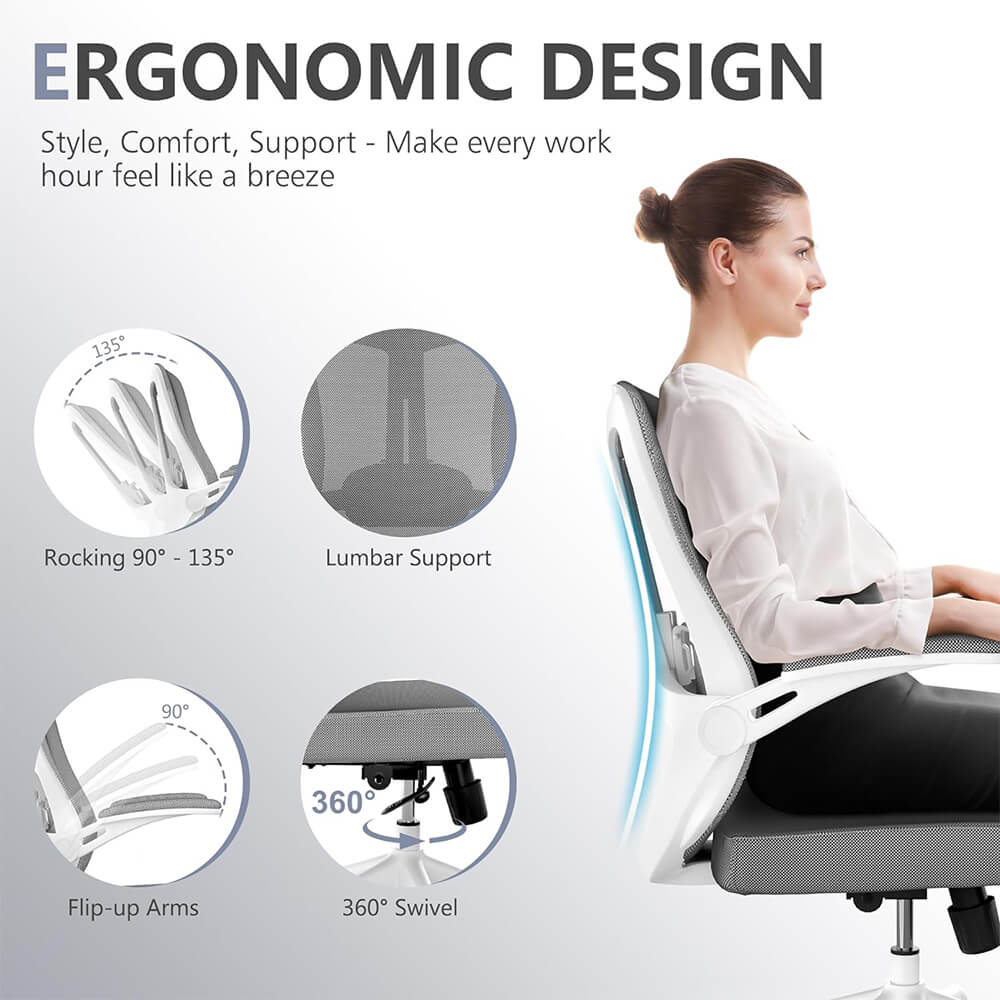 ERGONOMIC DESIGN
Style, Comfort, Support - Make every work
hour feel like a breeze
135°
Rocking 90° - 135°
Lumbar Support
90°
Flip-up Arms
360°
360° Swivel